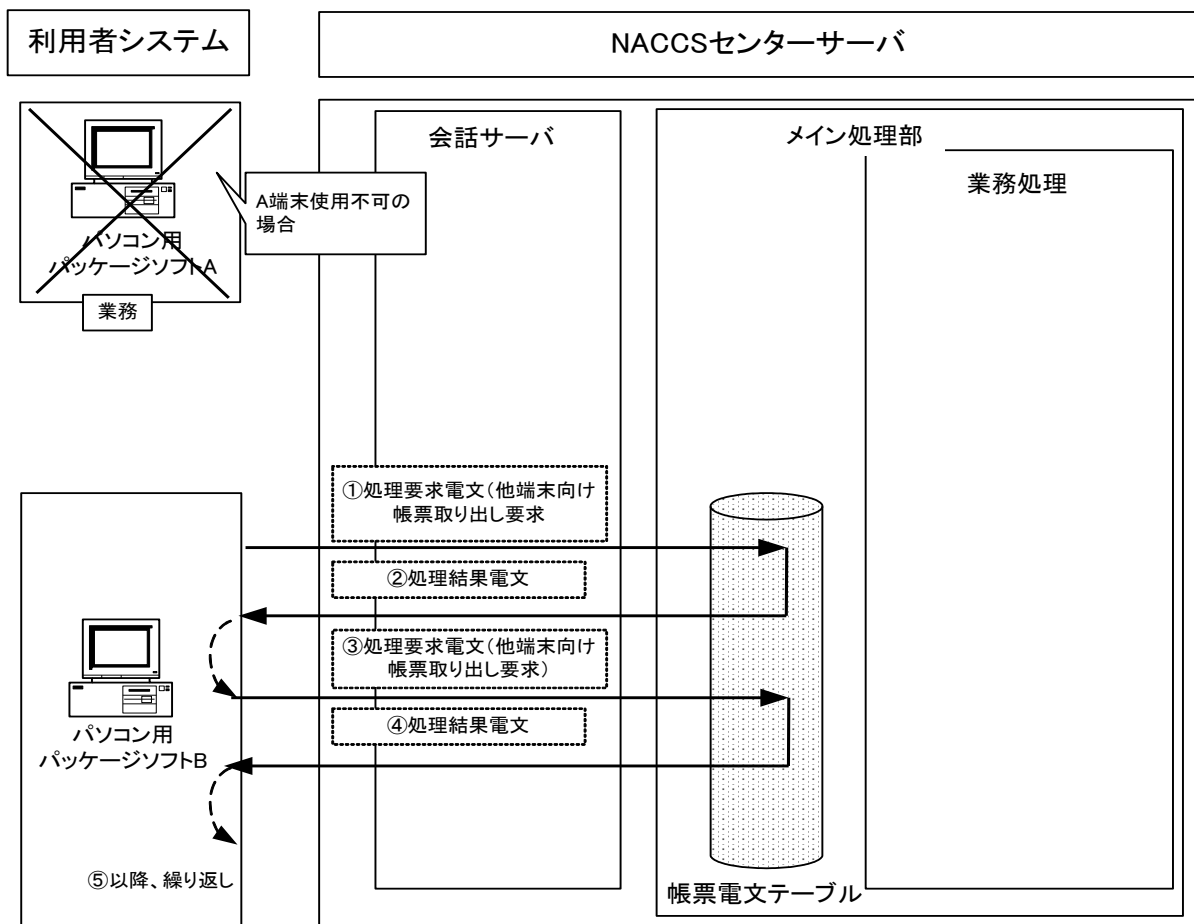 利用者システム
NACCSセンターサーバ
会話サーバ
メイン処理部
業務処理
A端末使用不可の
場合
パソコン用
パッケージソフトA
業務
①処理要求電文(他端末向け
帳票取り出し要求
②処理結果電文
③処理要求電文(他端末向け
帳票取り出し要求)
④処理結果電文
パソコン用
パッケージソフトB
⑤以降、繰り返し
帳票電文テーブル